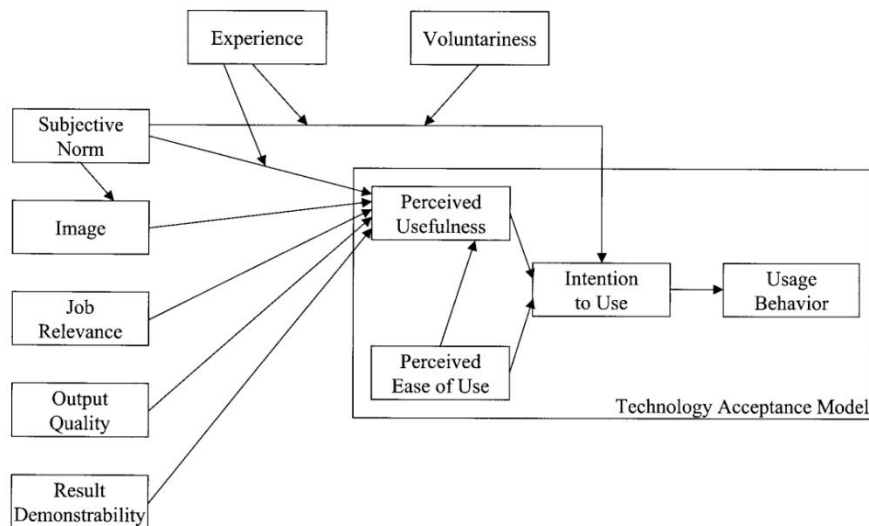 Experience
Voluntariness
Subjective
Norm
Image
Job
Relevance
Output
Quality
Result
Demonstrability
Perceived
Usefulness
Perceived
Ease of Use
Intention
to Use
Usage
Behavior
Technology Acceptance Model